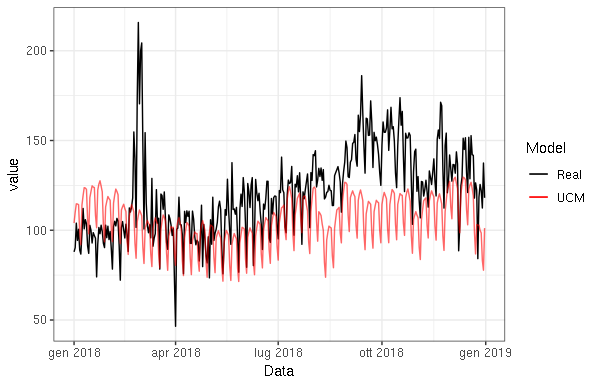 200
150
100
50
value
gen 2018
apr 2018
lug 2018
ott 2018
gen 2019
Data
Model
Real
UCM